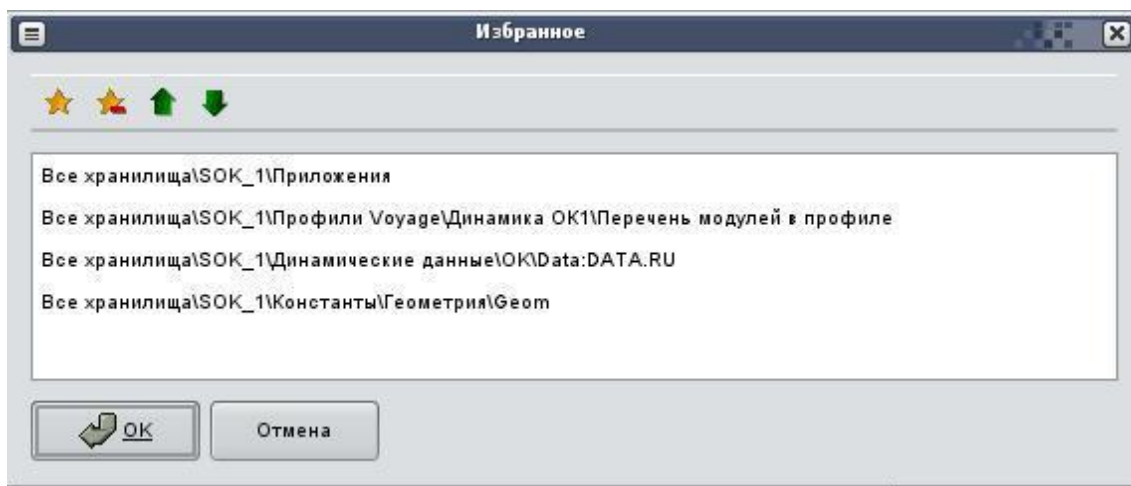 Избранное
Все хранилища\SOK_1\Приложения
Все хранилища\SOK_1\Профили Voyage\Динамика ОК1\Перечень модулей в профиле
Все хранилища\SOK_1\Динамические данные\OK\Data:DATA.RU
Все хранилища\SOK_1\Константы\Геометрия\Geom
OK
Отмена